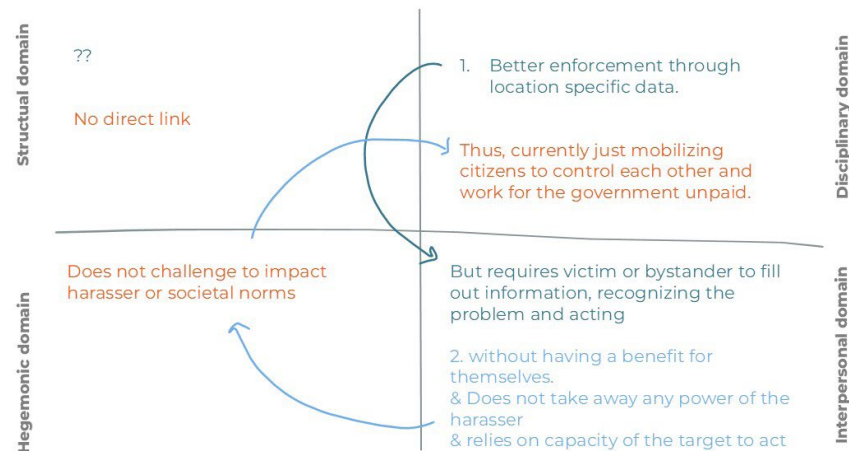 Structual domain
??
No direct link
1. Better enforcement through
location specific data.
Thus, currently just mobilizing
citizens to control each other and
work for the government unpaid.
Disciplinary domain
Hegemonic domain
Does not challenge to impact
harasser or societal norms
But requires victim or bystander to fill
out information, recognizing the
problem and acting
2. without having a benefit for
themselves.
& Does not take away any power of the
harasser
& relies on capacity of the target to act
Interpersonal domain